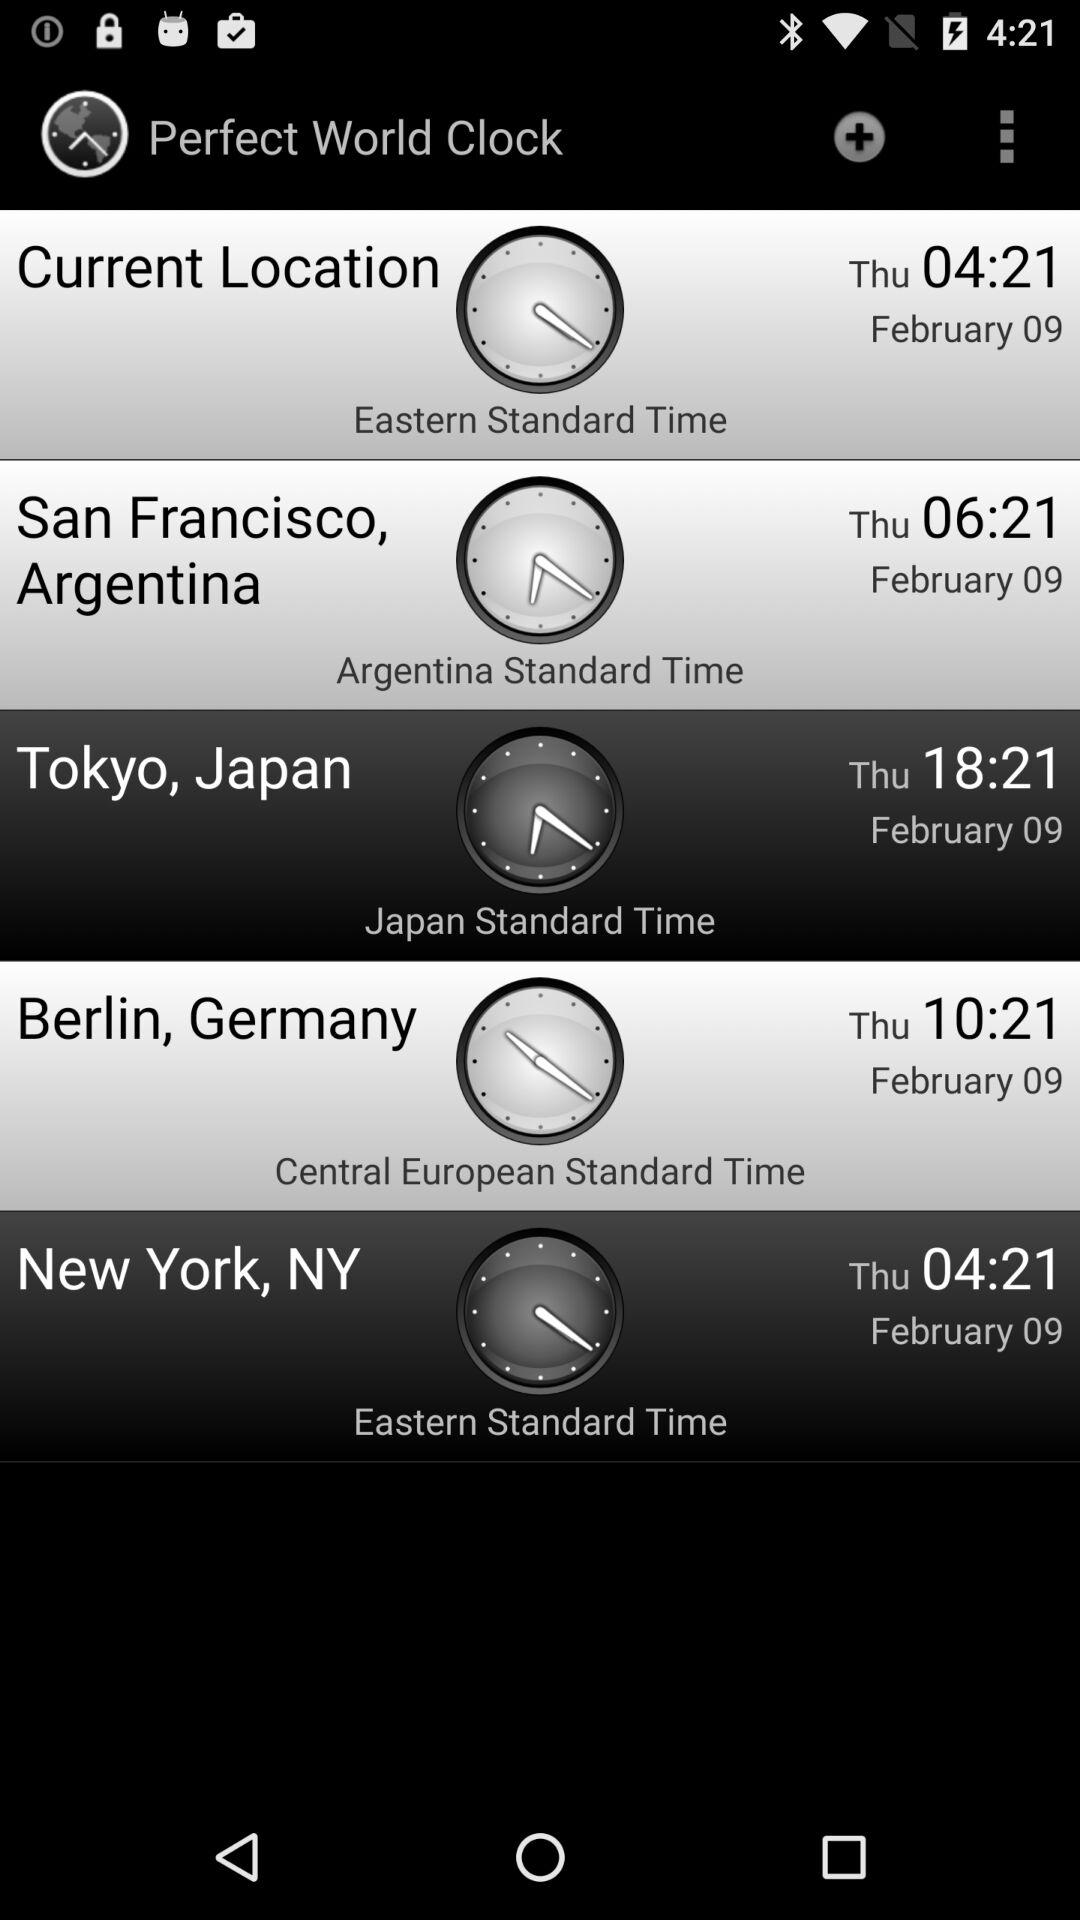 4:21
Perfect World Clock
Current Location
Thu 04:21
February 09
Eastern Standard Time
San Francisco,
Argentina
Thu 06:21
February 09
Argentina Standard Time
Tokyo, Japan
Thu 18:21
February 09
Japan Standard Time
Berlin, Germany
Thu 10:21
February 09
Central European Standard Time
New York, NY
Thu 04:21
February 09
Eastern Standard Time